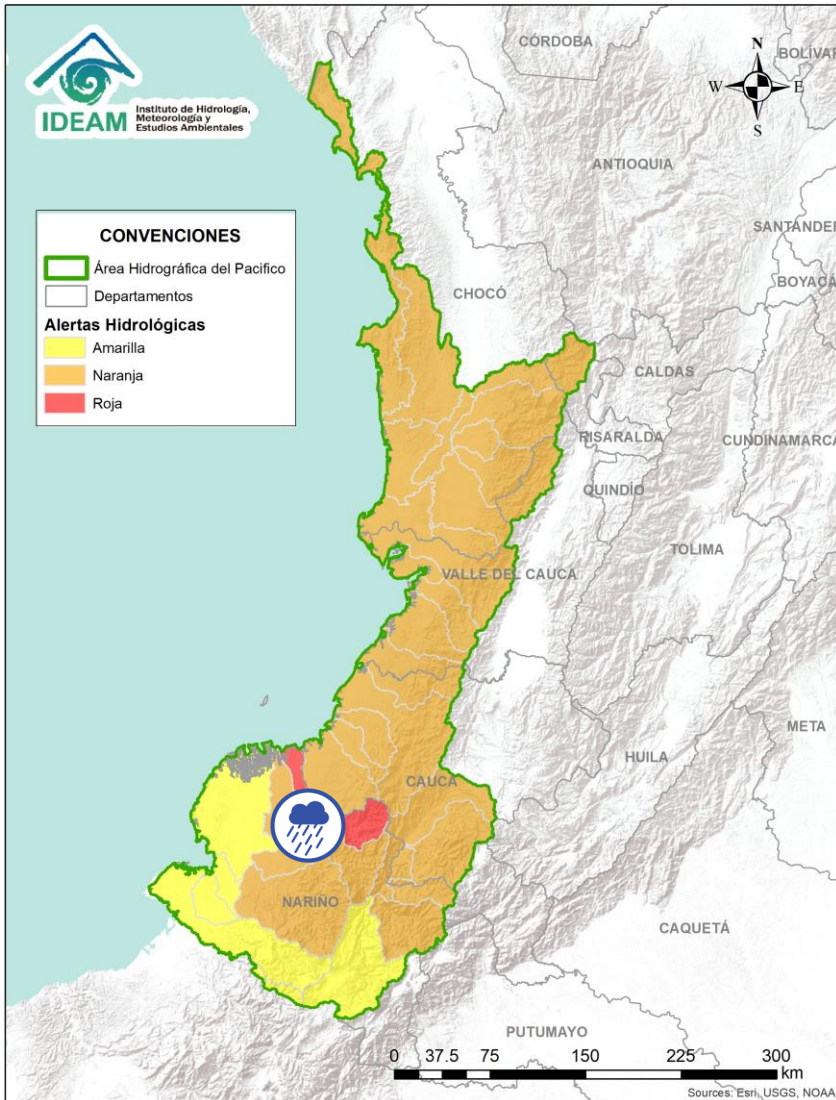 IDEAM
Instituto de Hidrología,
Meteorología y
Estudios Ambientales
N
W
E
S
CONVENCIONES
Área Hidrográfica del Pacifico
Departamentos
Alertas Hidrológicas
Amarilla
Naranja
Roja
CÓRDOBA
BOLÍVAR
ANTIOQUIA
SANTANDER
BOYACÁ
CHOCÓ
CALDAS
RISARALDA
CUNDINAMARCA
QUINDÍO
TOLIMA
VALLE DEL CAUCA
META
HUILA
CAUCA
NARIÑO
CAQUETÁ
PUTUMAYO
0 37.5 75 150 225 300
km
Sources: Esri, USGS, NOAA